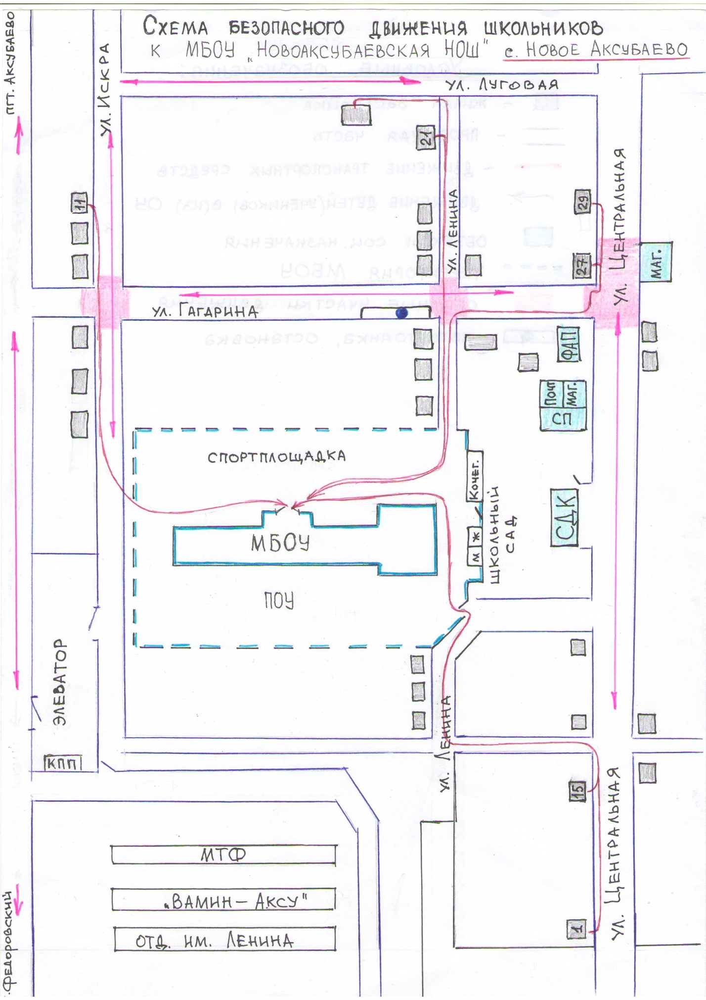 СХЕМА БЕЗОПАСНОГО ДВИЖЕНИЯ ШКОЛЬНИКОВ
К МБОУ „НОВОАКСУБАЕВСКАЯ НОШ" с. НОВОЕ АКСУБАЕВО
ПГТ. АКСУБАЕВО
УЛ. ИСКРА
УЛ. ЛУГОВАЯ
21
11
УЛ. ЛЕНИНА
29
27
УЛ. ЦЕНТРАЛЬНАЯ
МАГ.
УЛ. ГАГАРИНА
ФАП
ПОЧТ
МАГ.
СП
СПОРТПЛОЩАДКА
КОЧЕГ.
ШКОЛЬНЫЙ
САД
СДК
МБОУ
Ж
М
ПОУ
ЭЛЕВАТОР
КПП
УЛ. ЛЕНИНА
15
УЛ. ЦЕНТРАЛЬНАЯ
1
МТФ
„ВАМИН - АКСУ"
ОТД. ИМ. ЛЕНИНА
.ФЕДОРОВСКИЙ